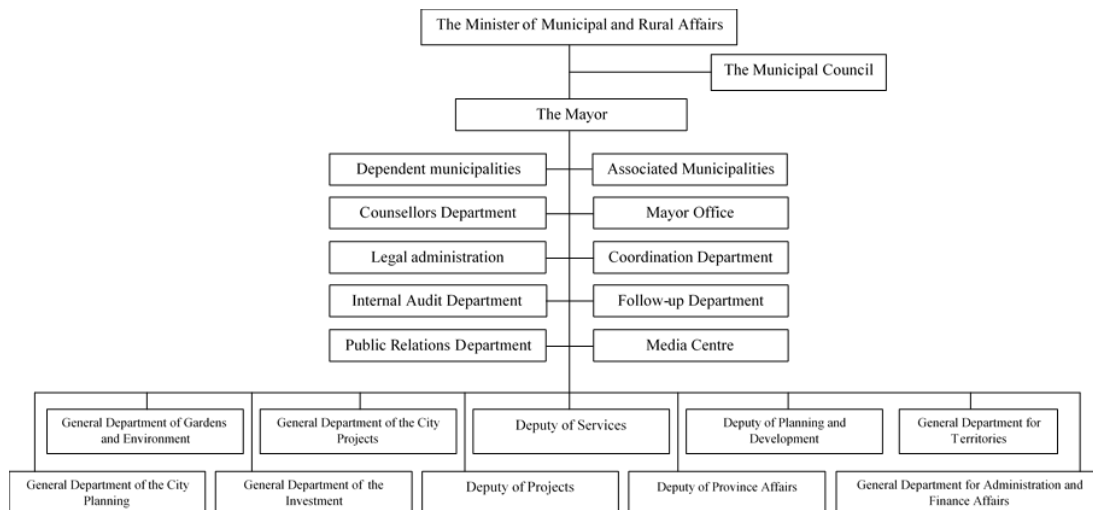 The Minister of Municipal and Rural Affairs
The Municipal Council
The Mayor
Dependent municipalities
Associated Municipalities
Counsellors Department
Mayor Office
Legal administration
Coordination Department
Internal Audit Department
Follow-up Department
Public Relations Department
Media Centre
General Department of Gardens
and Environment
General Department of the City
Projects
Deputy of Services
Deputy of Planning and
Development
General Department for
Territories
General Department of the City
Planning
General Department of the
Investment
Deputy of Projects
Deputy of Province Affairs
General Department for Administration and
Finance Affairs